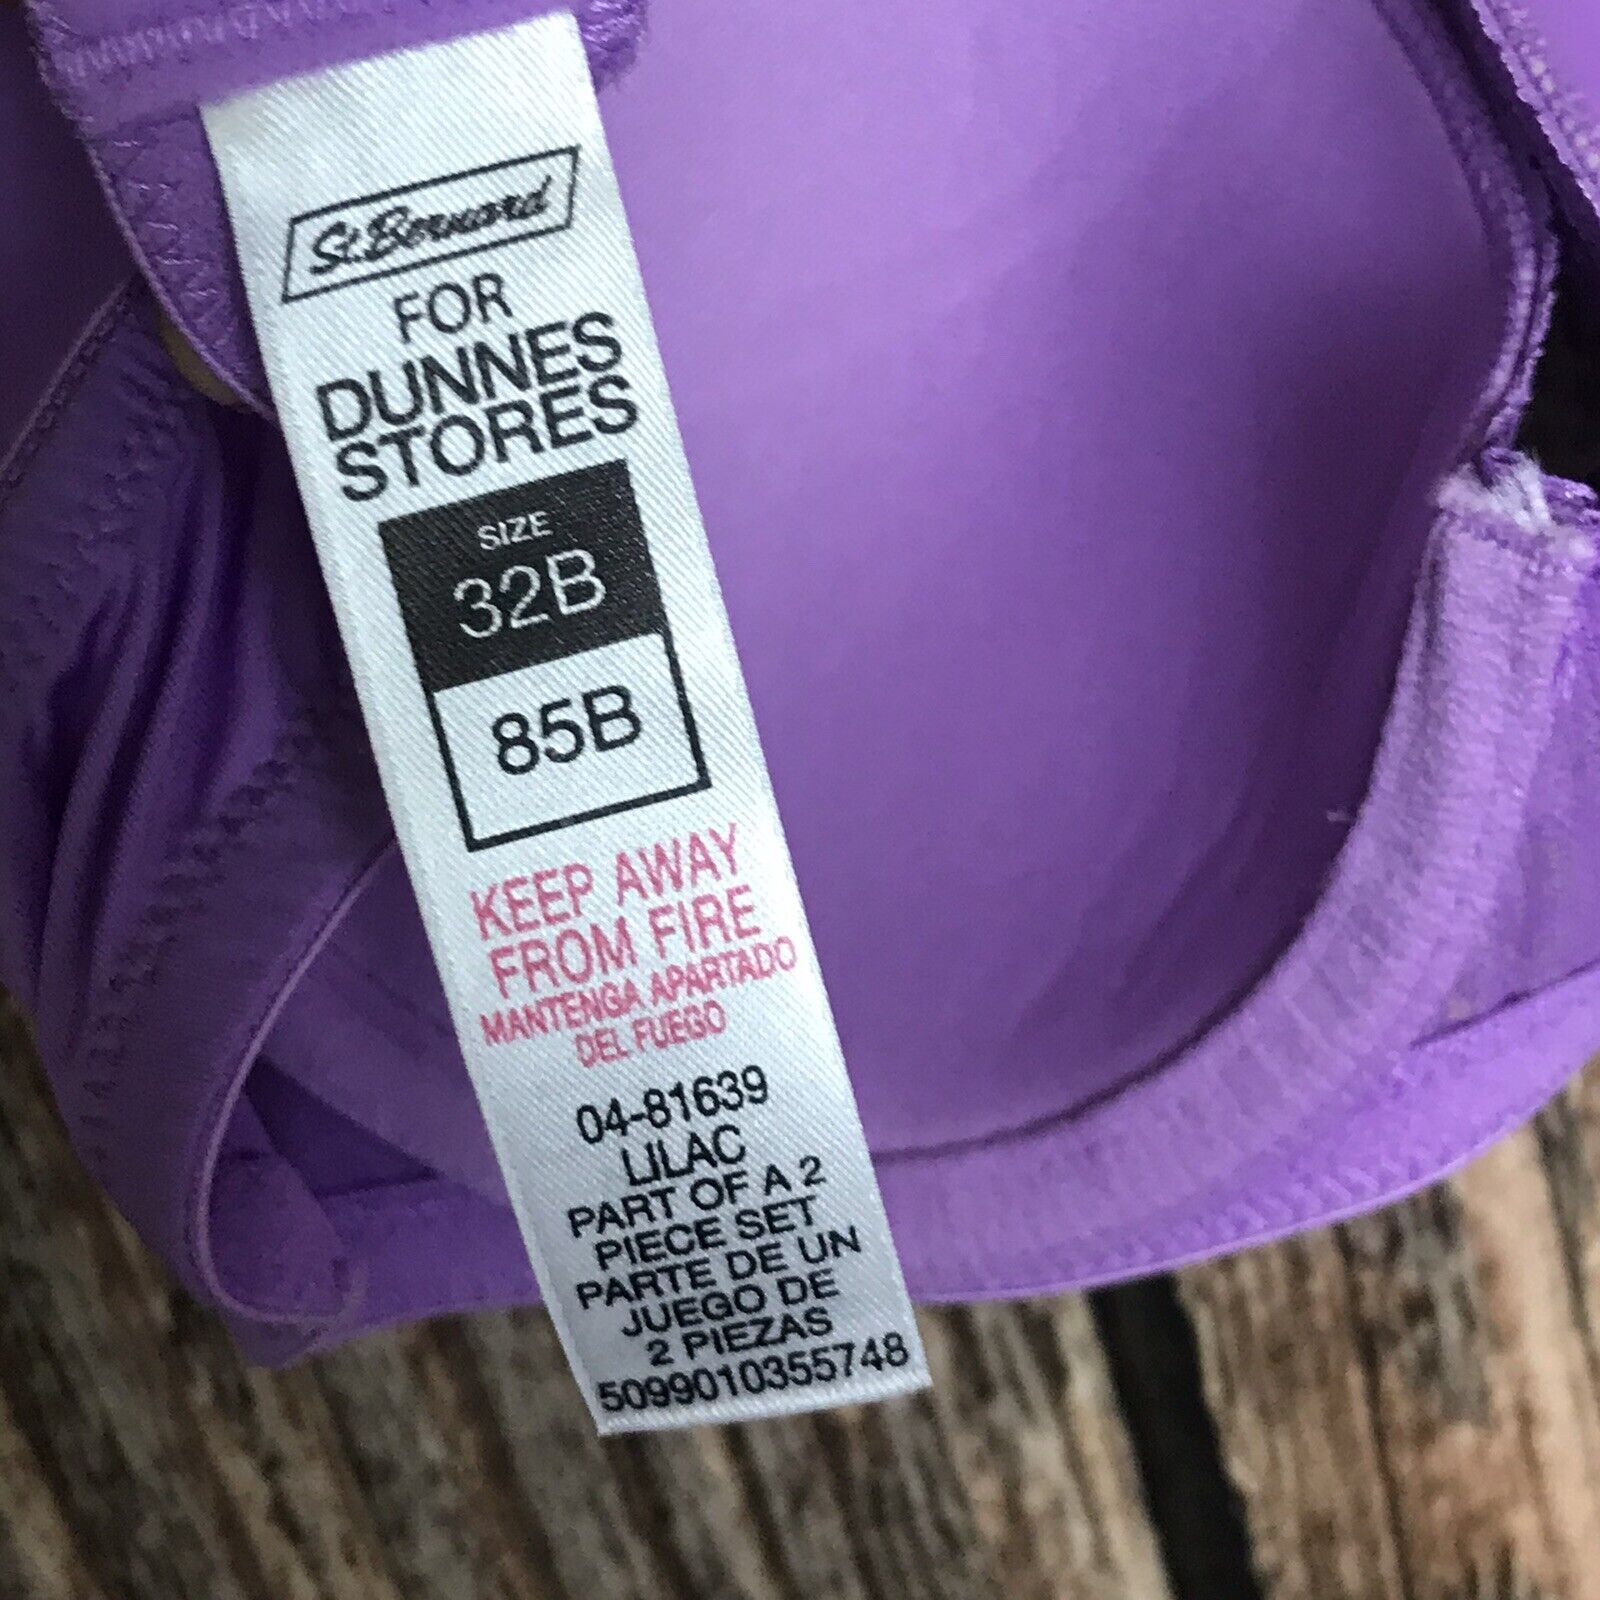 St.Bernard
FOR
DUNNES
STORES
SIZE
32B
85B
KEEP AWAY
FROM FIRE
MANTENGA APARTADO
DEL FUEGO
04-81639
LILAC
PART OF A 2
PIECE SET
PARTE DE UN
JUEGO DE
2 PIEZAS
5099010355748